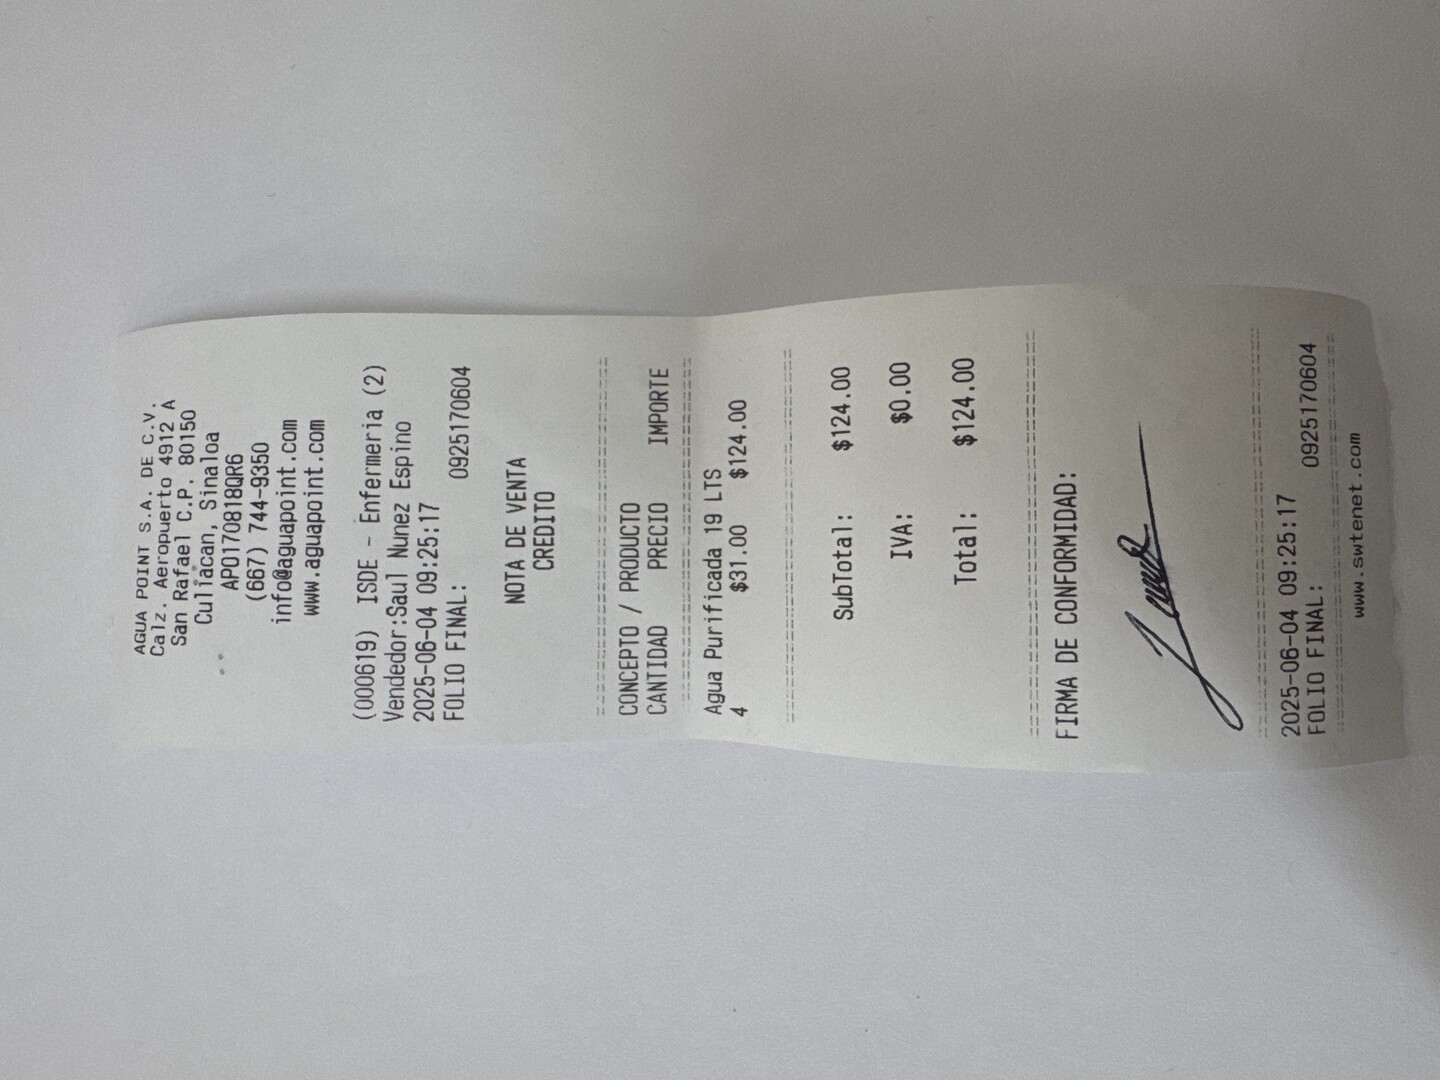 AGUA POINT S.A. DE C.V.
Calz. Aeropuerto 4912 A
San Rafael C.P. 80150
Culiacan, Sinaloa
APO170818QR6
(667) 744-9350
info@aguapoint.com
www.aguapoint.com
(000619) ISDE - Enfermeria (2)
Vendedor:Saul Nunez Espino
2025-06-04 09:25:17
FOLIO FINAL: 0925170604
NOTA DE VENTA
CREDITO
CONCEPTO / PRODUCTO
CANTIDAD PRECIO IMPORTE
Agua Purificada 19 LTS
4 $31.00 $124.00
SubTotal: $124.00
IVA: $0.00
Total: $124.00
FIRMA DE CONFORMIDAD:
2025-06-04 09:25:17
FOLIO FINAL: 0925170604
www.swtenet.com